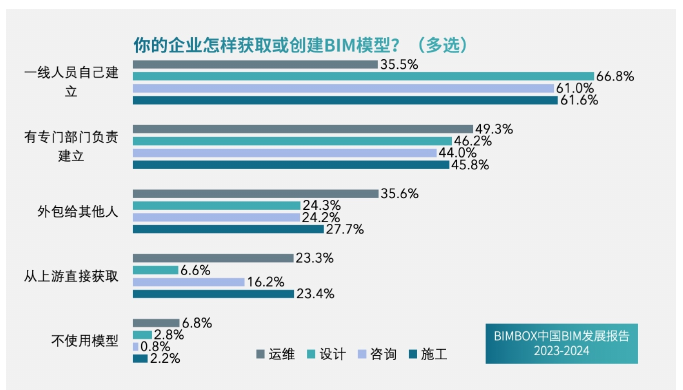 你的企业怎样获取或创建BIM模型？（多选）
一线人员自己建
立
35.5%
66.8%
61.0%
61.6%
有专门部门负责
建立
49.3%
46.2%
44.0%
45.8%
外包给其他人
35.6%
24.3%
24.2%
27.7%
从上游直接获取
23.3%
6.6%
16.2%
23.4%
不使用模型
6.8%
2.8%
0.8%
2.2%
运维 设计 咨询 施工
BIMBOX中国BIM发展报告
2023-2024